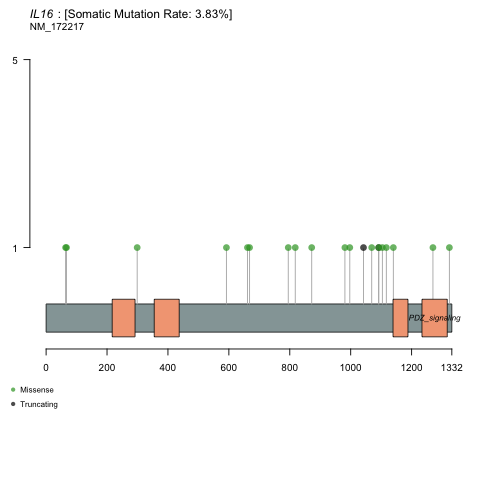 IL16 : [Somatic Mutation Rate: 3.83%]
NM_172217
5
1
PDZ_signaling
0 200 400 600 800 1000 1200 1332
Missense
Truncating